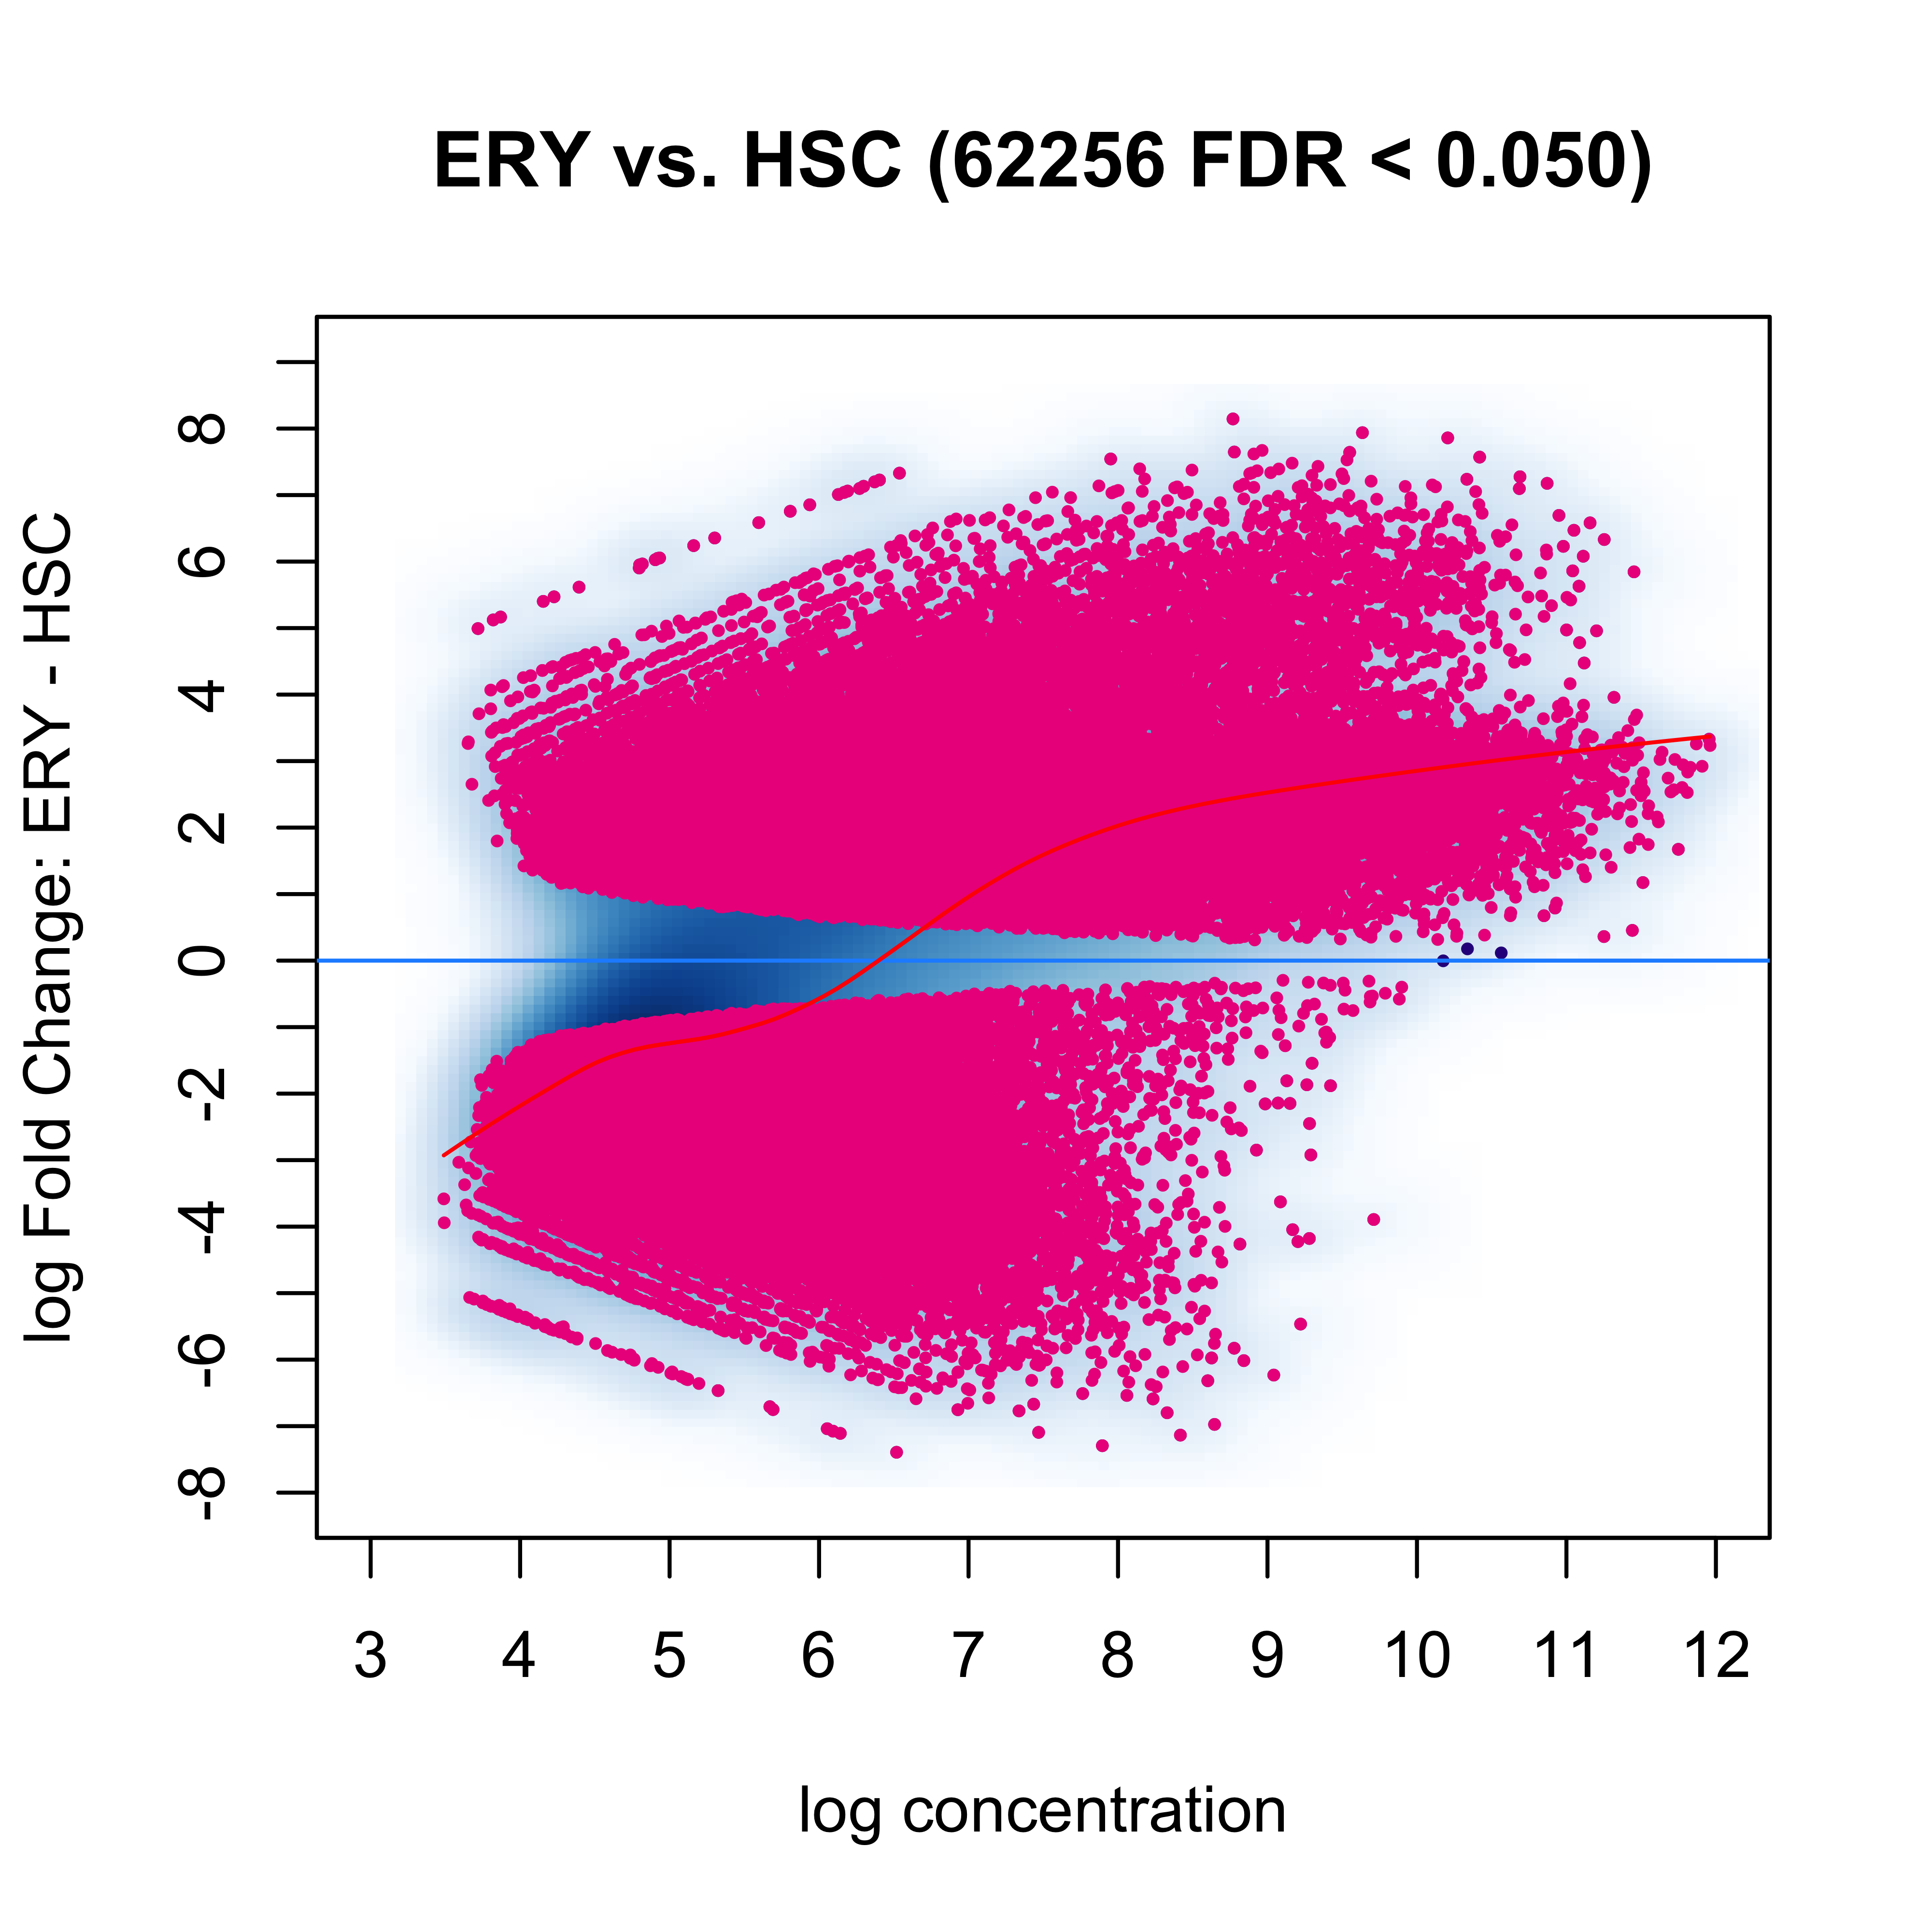 ERY vs. HSC (62256 FDR < 0.050)
log Fold Change: ERY - HSC
8
6
4
2
0
-2
-4
-6
-8
3 4 5 6 7 8 9 10 11 12
log concentration